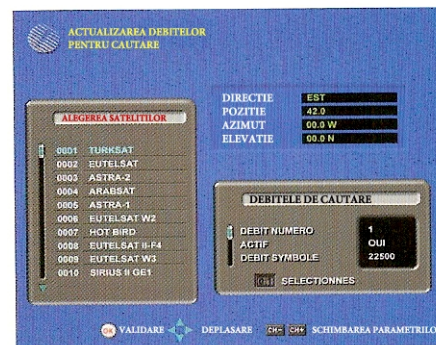 ACTUALIZAREA DEBITELOR
PENTRU CAUTARE
DIRECTIE EST
POZITIE 42.0
AZIMUT 00.0 W
ELEVATIE 00.0 N
ALEGEREA SATELITILOR
0001 TURKSAT
0002 EUTELSAT
0003 ASTRA-2
0004 ARABSAT
0005 ASTRA-1
0006 EUTELSAT W2
0007 HOT BIRD
0008 EUTELSAT II-F4
0009 EUTELSAT W3
0010 SIRIUS II GE1
DEBITELE DE CAUTARE
DEBIT NUMERO 1
ACTIF OUI
DEBIT SYMBOLE 22500
SELECTIONNES
OK VALIDARE DEPLASARE CH- CH+ SCHIMBAREA PARAMETRILO